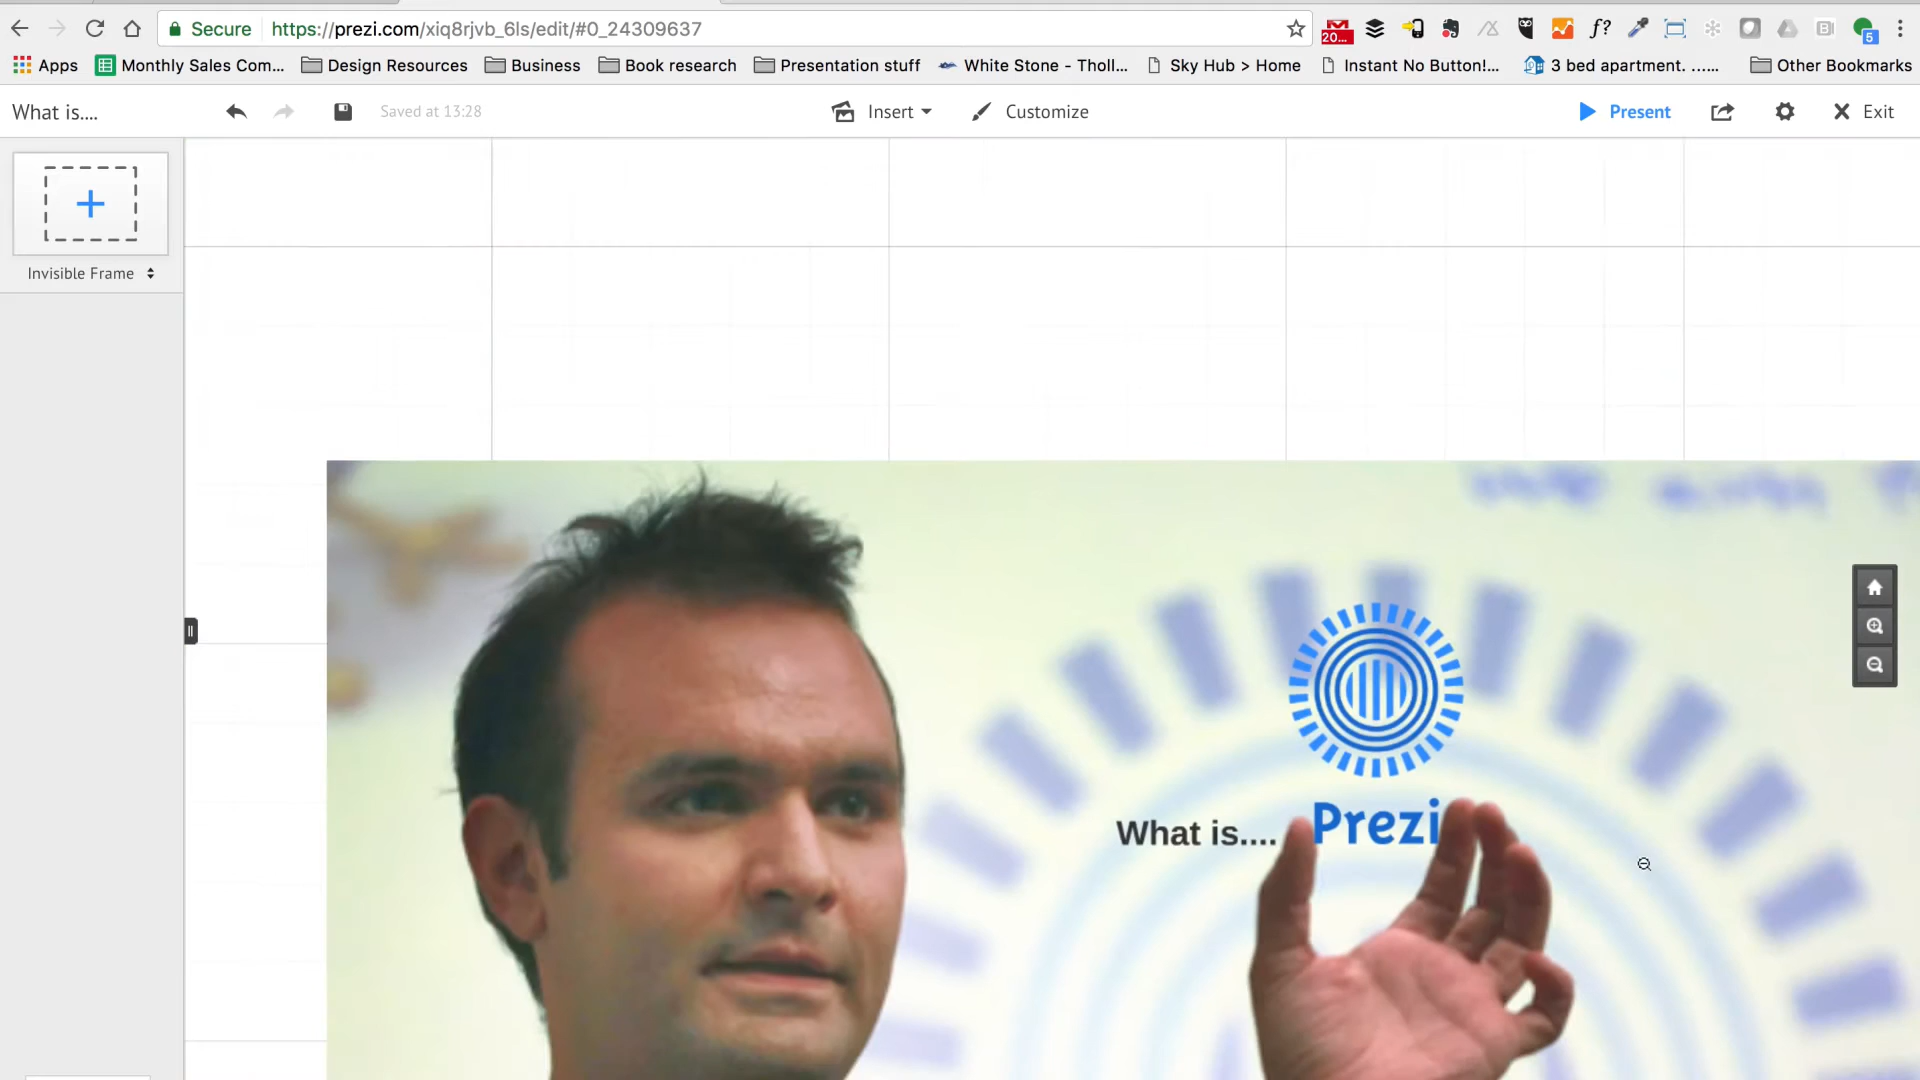 Secure https://prezi.com/xiq8rjvb_6ls/edit/#0_24309637
20...
f?
5
Apps Monthly Sales Com... Design Resources Business Book research Presentation stuff White Stone - Tholl... Sky Hub > Home Instant No Button!... 3 bed apartment. ...... Other Bookmarks
What is.... Saved at 13:28 Insert Customize Present Exit
Invisible Frame
What is.... Prezi